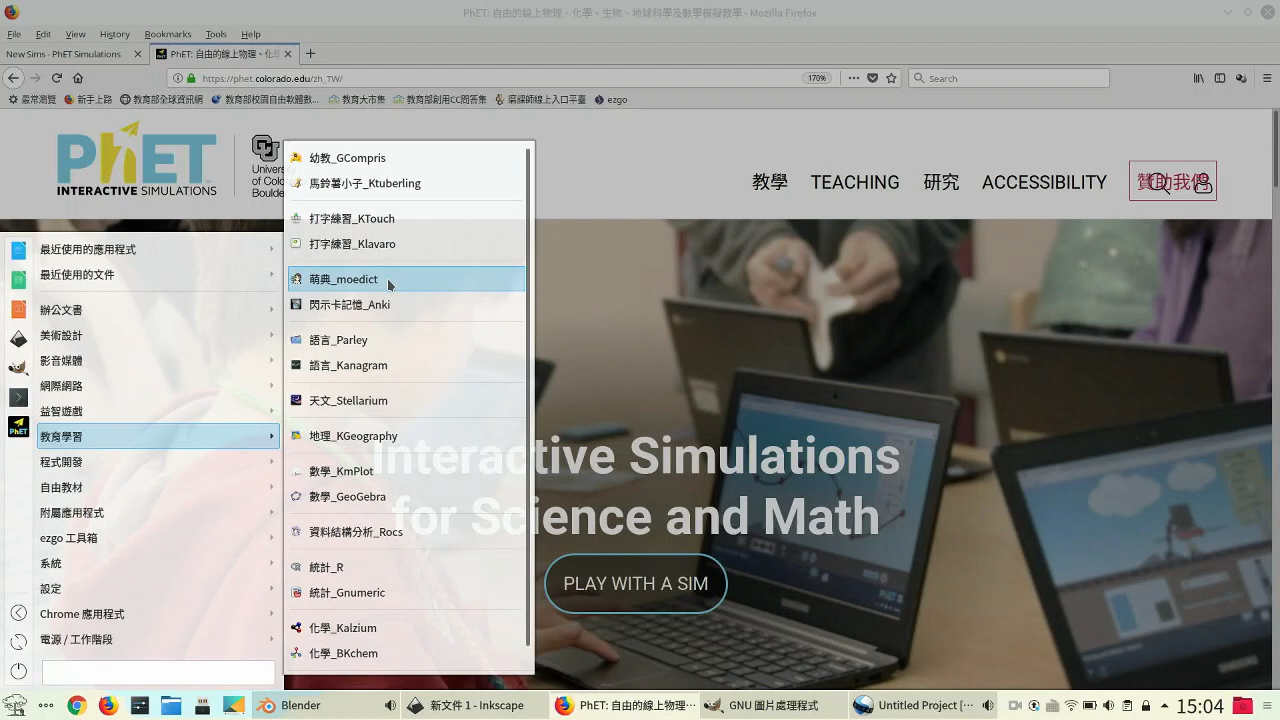 PhET: 自由的線上物理、化學、生物、地球科學及數學模擬教學 - Mozilla Firefox
File Edit View History Bookmarks Tools Help
New Sims - PhET Simulations
PhET: 自由的線上物理、化學
https://phet.colorado.edu/zh_TW/
170%
Search
最常瀏覽 新手上路 教育部全球資訊網 教育部校園自由軟體數... 教育大市集 教育部創用CC問答集 磨課師線上入口平臺 ezgo
PhET
INTERACTIVE SIMULATIONS
CU
教學 TEACHING 研究 ACCESSIBILITY 贊助我們
幼教_GCompris
馬鈴薯小子_Ktuberling
打字練習_KTouch
打字練習_Klavaro
萌典_moedict
閃示卡記憶_Anki
語言_Parley
語言_Kanagram
天文_Stellarium
地理_KGeography
數學_KmPlot
數學_GeoGebra
資料結構分析_Rocs
統計_R
統計_Gnumeric
化學_Kalzium
化學_BKchem
最近使用的應用程式
最近使用的文件
辦公文書
美術設計
影音媒體
網際網路
益智遊戲
教育學習
程式開發
自由教材
附屬應用程式
ezgo 工具箱
系統
設定
Chrome 應用程式
電源 / 工作階段
PhET
Interactive Simulations
for Science and Math
PLAY WITH A SIM
Blender
新文件 1 - Inkscape
PhET: 自由的線上物理...
GNU 圖片處理程式
Untitled Project [...
15:04